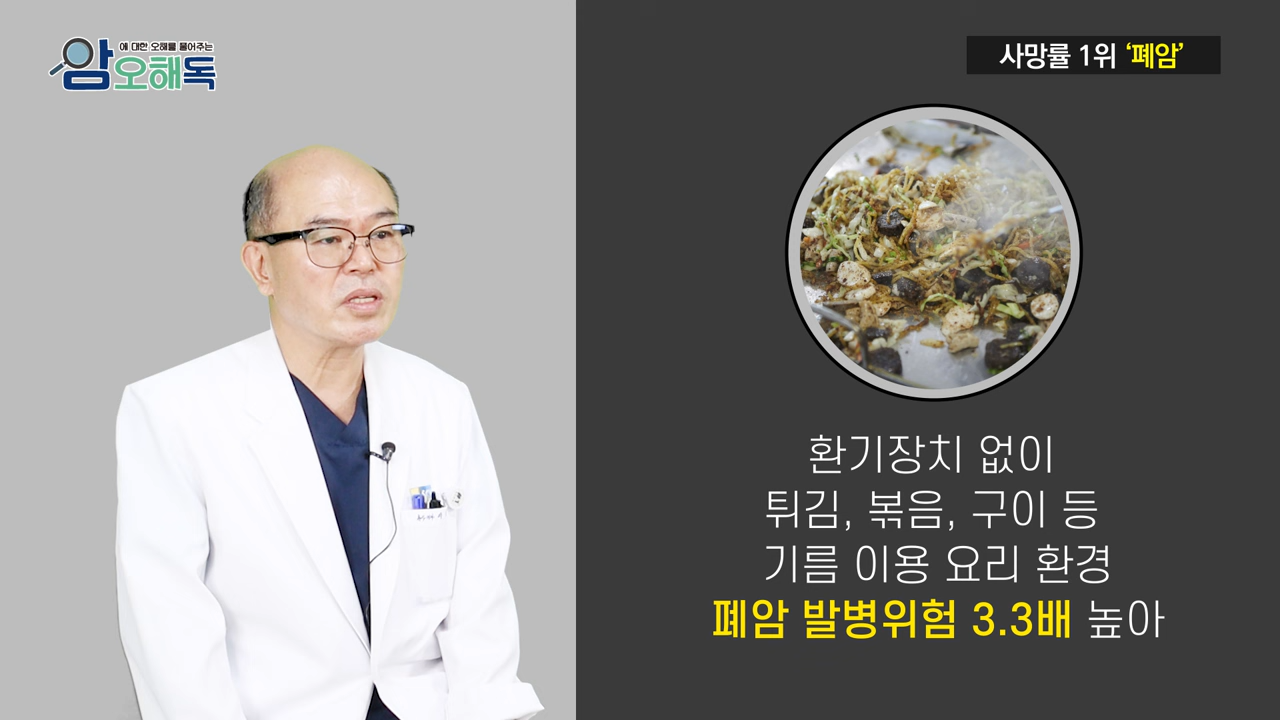 에 대한 오해를 풀어주는
암오해독
사망률 1위 ‘폐암’
환기장치 없이
튀김, 볶음, 구이 등
기름 이용 요리 환경
폐암 발병위험 3.3배 높아